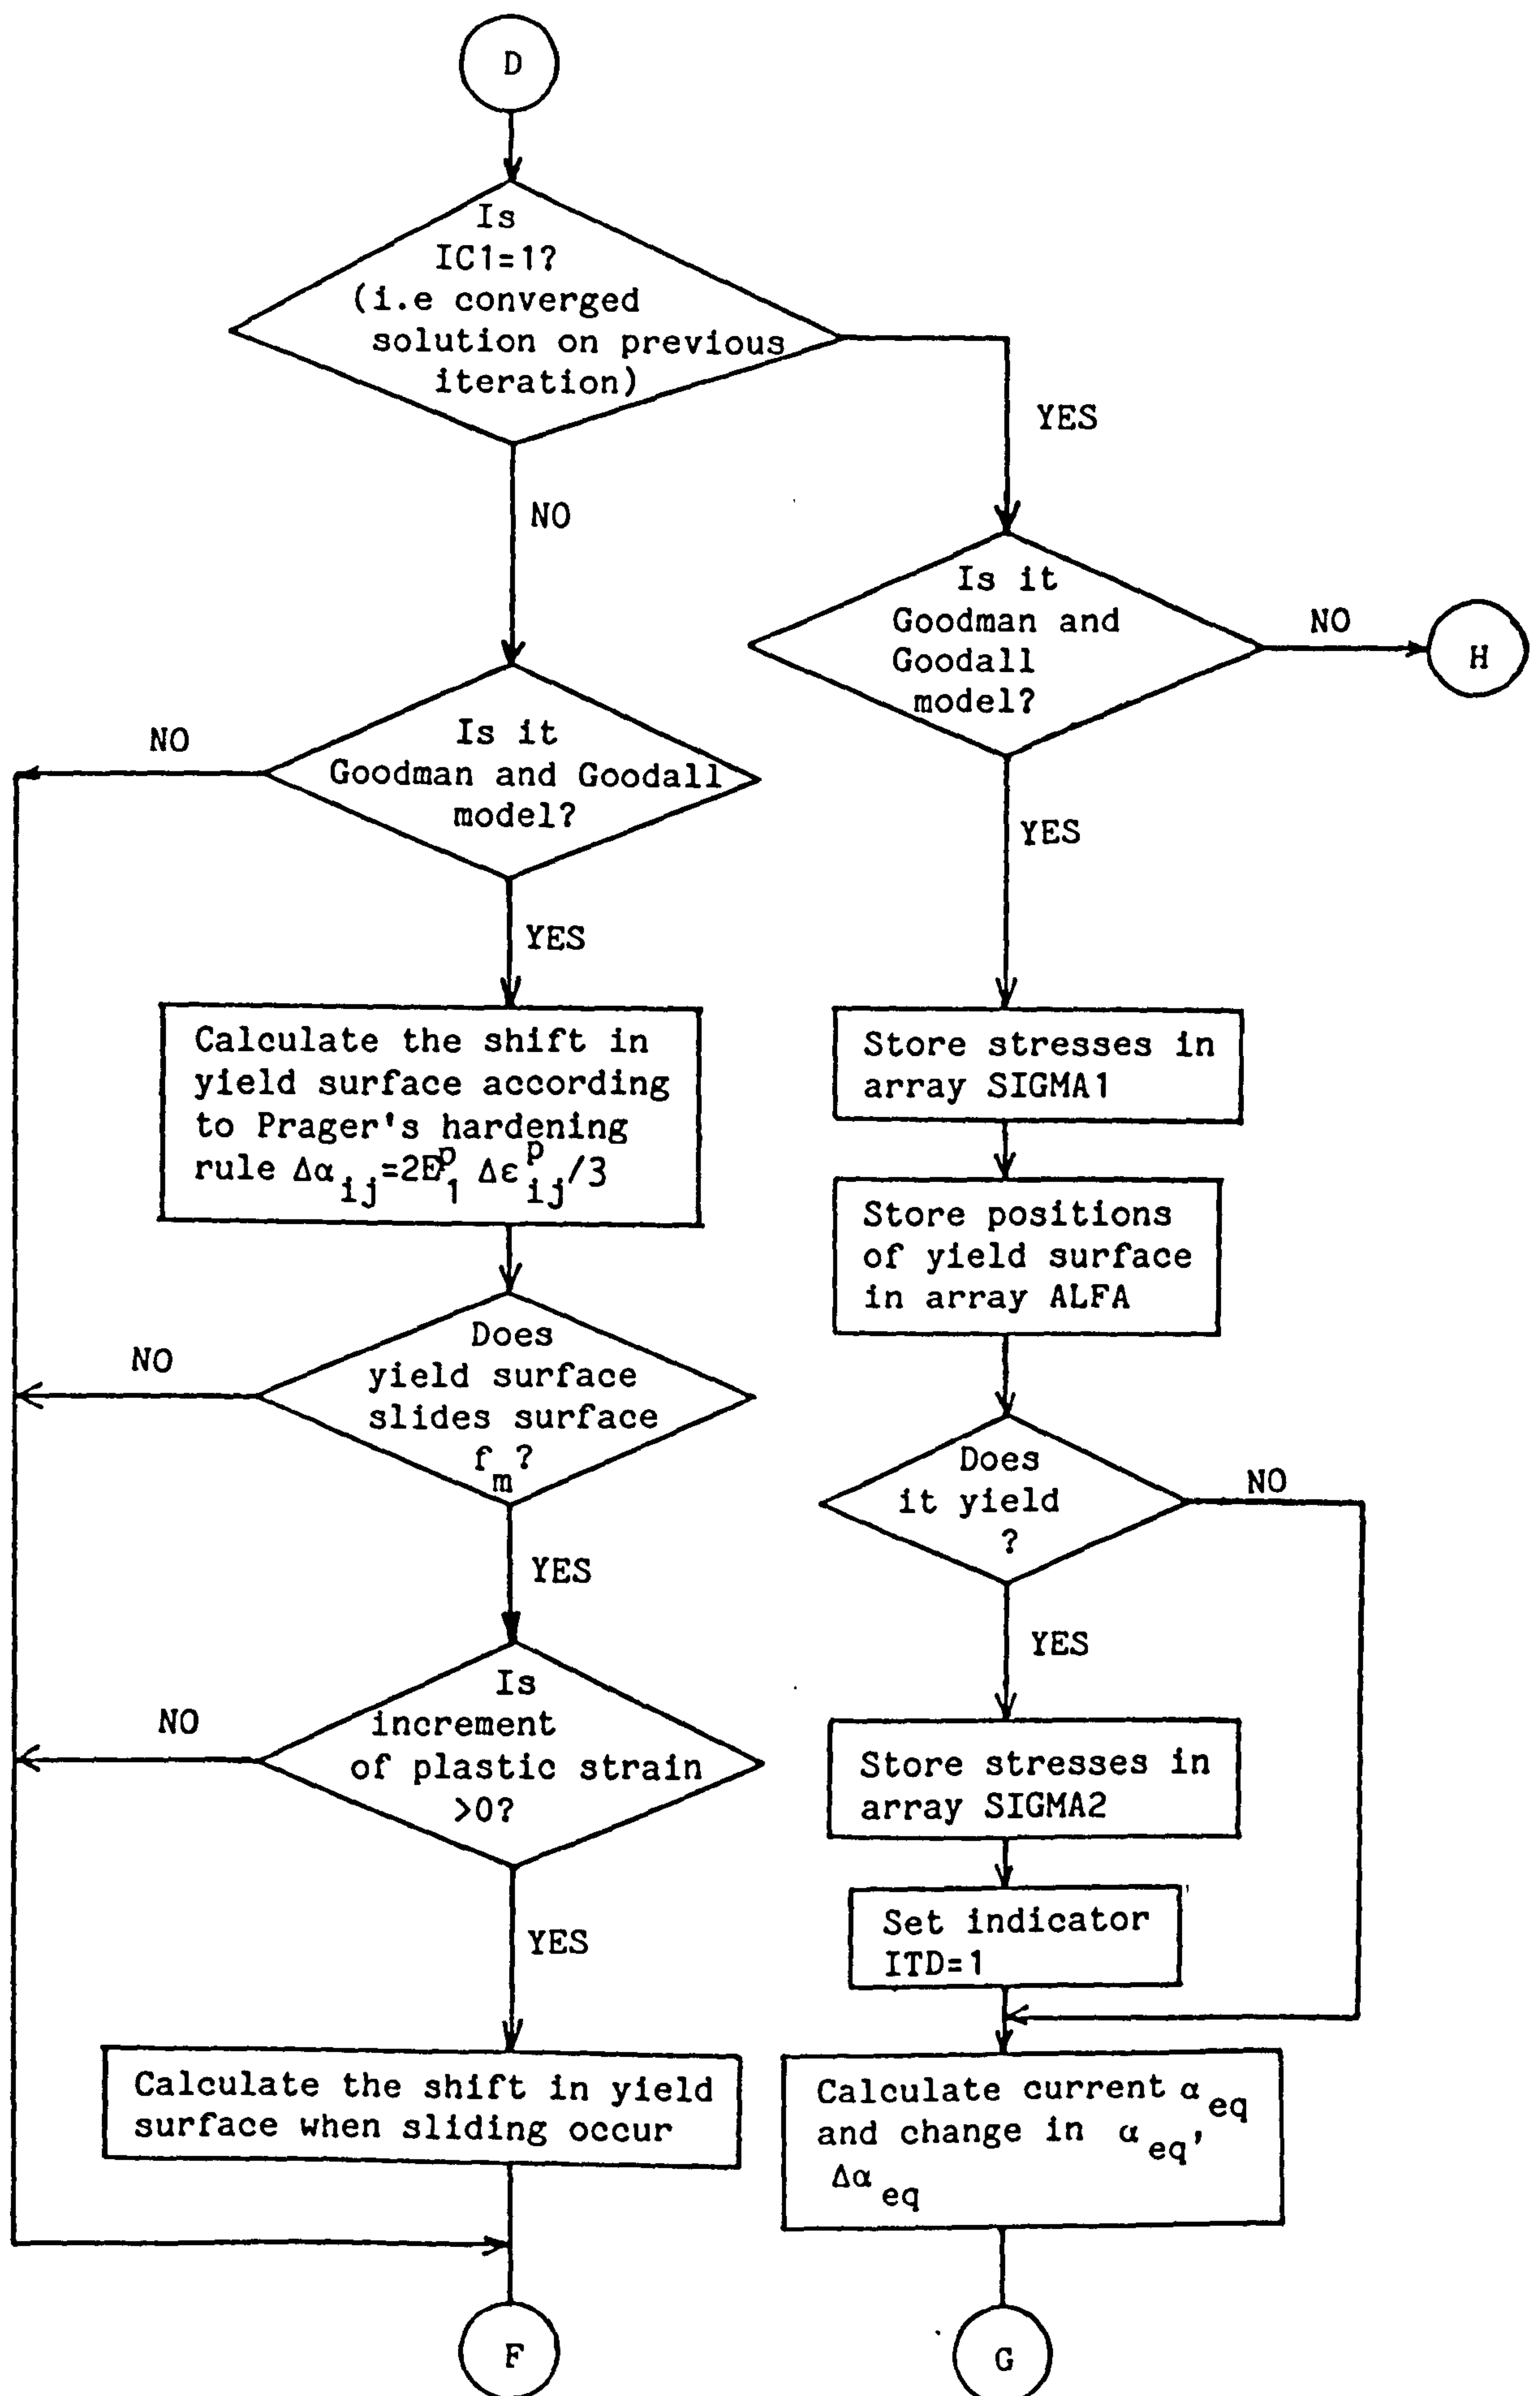 D
Is
IC1=1?
(i.e converged
solution on previous
iteration)
YES
NO
Is it
Goodman and
Goodall
model?
NO
H
Is it
Goodman and Goodall
model?
NO
YES
YES
Calculate the shift in
yield surface according
to Prager's hardening
rule Δα_ij=2E^p_1 Δε^p_ij/3
Store stresses in
array SIGMA1
Store positions
of yield surface
in array ALFA
Does
yield surface
slides surface
f_m?
NO
YES
Does
it yield
?
NO
YES
Is
increment
of plastic strain
>0?
NO
YES
Store stresses in
array SIGMA2
Set indicator
ITD=1
Calculate the shift in yield
surface when sliding occur
Calculate current α_eq
and change in α_eq,
Δα_eq
F
G